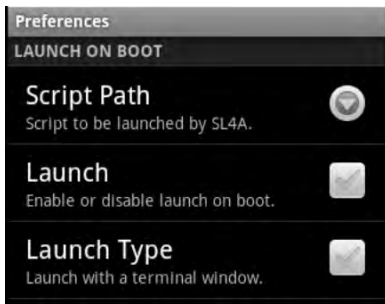 Preferences
LAUNCH ON BOOT
Script Path
Script to be launched by SL4A.
Launch
Enable or disable launch on boot.
Launch Type
Launch with a terminal window.